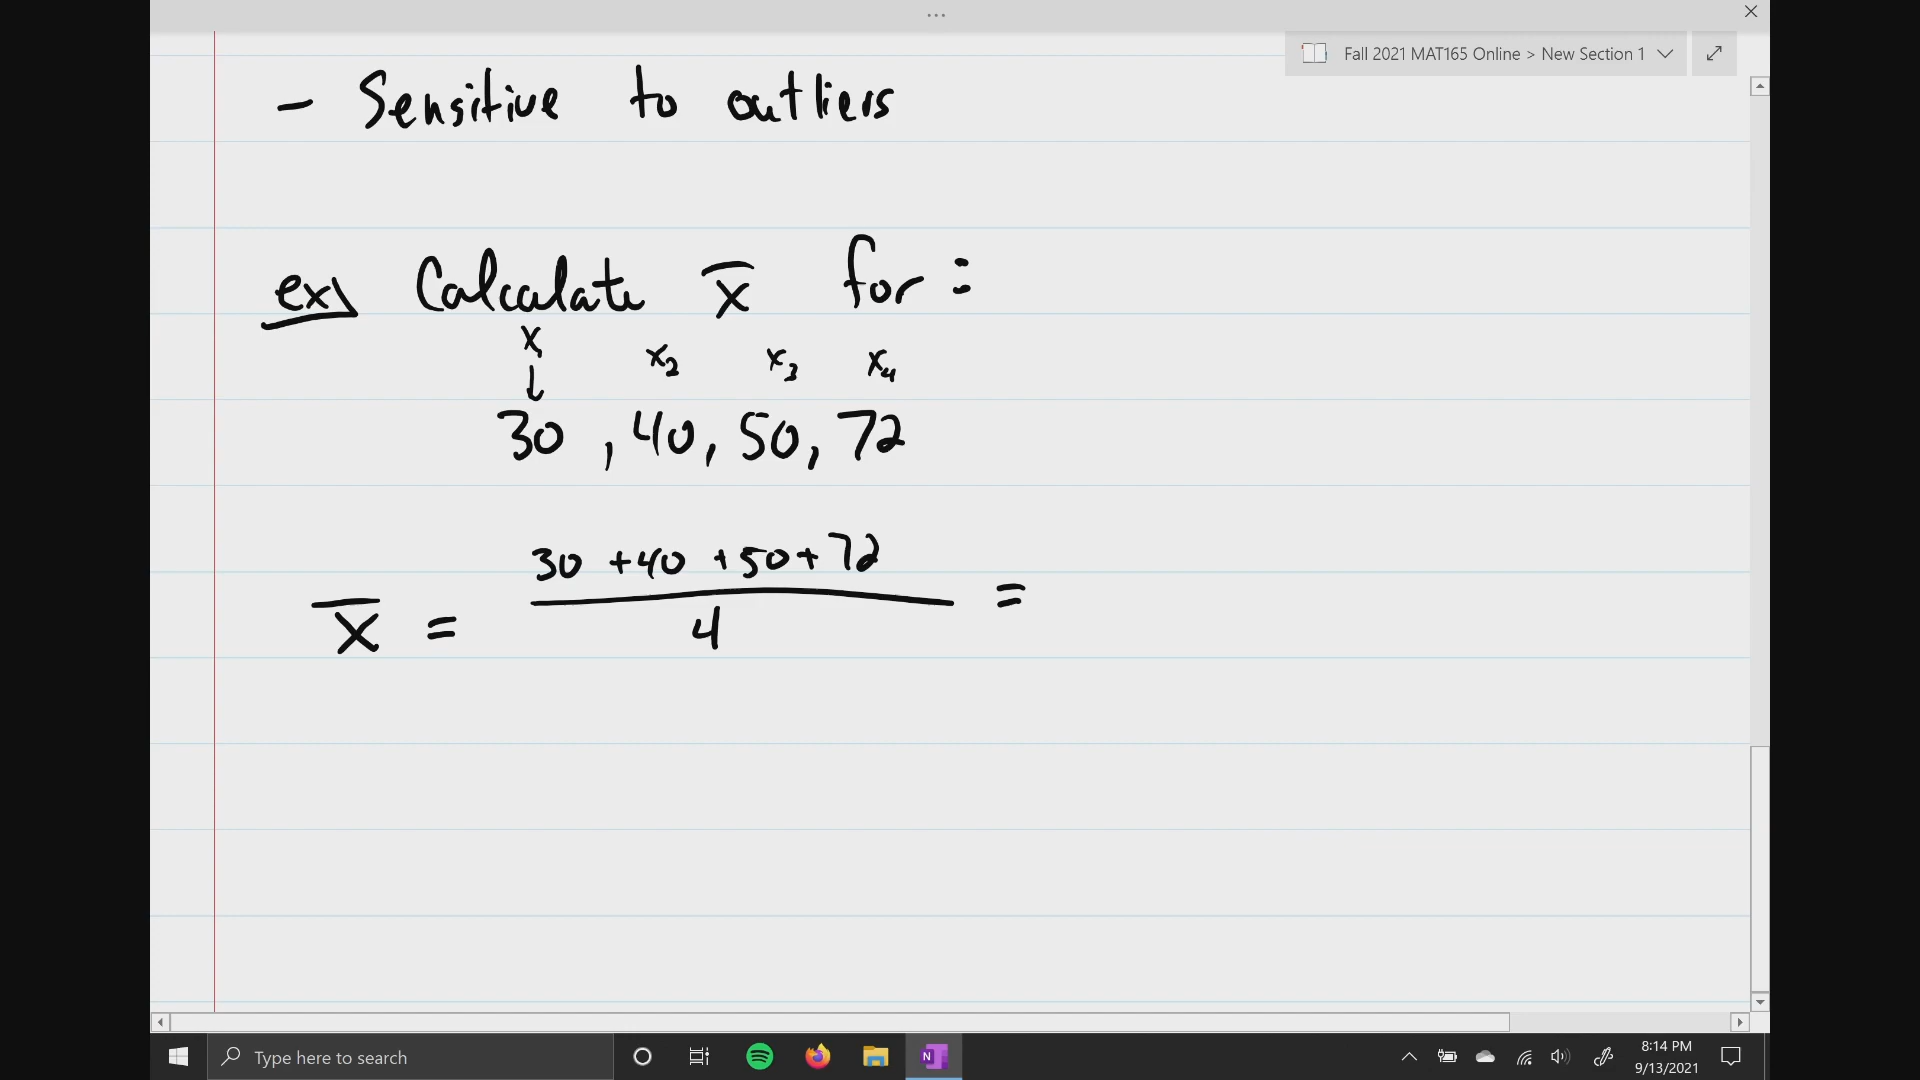 Fall 2021 MAT165 Online > New Section 1
- Sensitive to outliers
ex) Calculate x̅ for:
x₁ x₂ x₃ x₄
↓
30, 40, 50, 72
30 + 40 + 50 + 72
x̅ = =
4
Type here to search
8:14 PM
9/13/2021